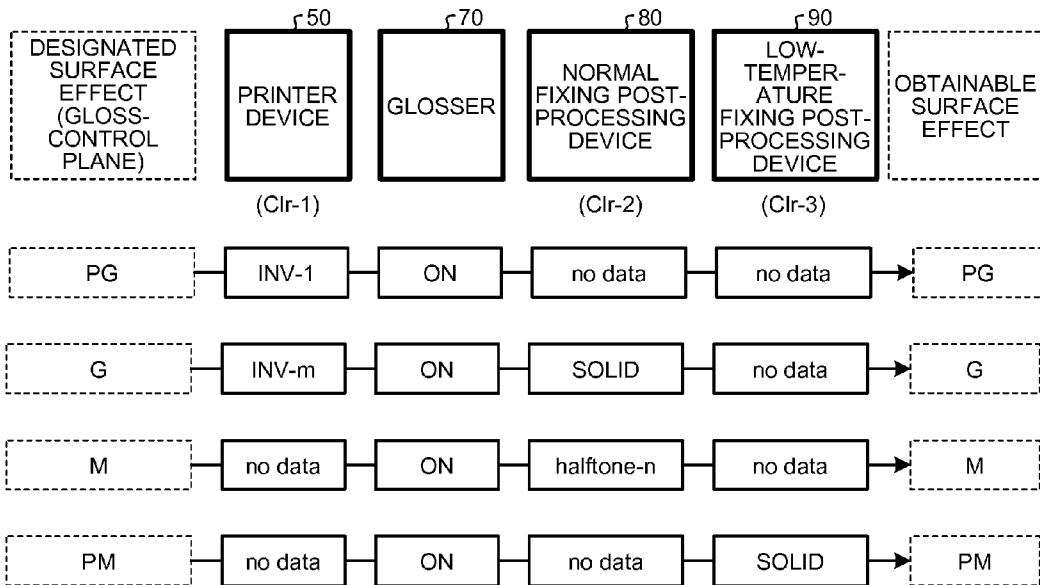 50
70
80
90
DESIGNATED
SURFACE
EFFECT
(GLOSS-
CONTROL
PLANE)
PRINTER
DEVICE
GLOSSER
NORMAL
FIXING POST-
PROCESSING
DEVICE
LOW-
TEMPER-
ATURE
FIXING POST-
PROCESSING
DEVICE
OBTAINABLE
SURFACE
EFFECT
(Clr-1)
(Clr-2)
(Clr-3)
PG
INV-1
ON
no data
no data
PG
G
INV-m
ON
SOLID
no data
G
M
no data
ON
halftone-n
no data
M
PM
no data
ON
no data
SOLID
PM